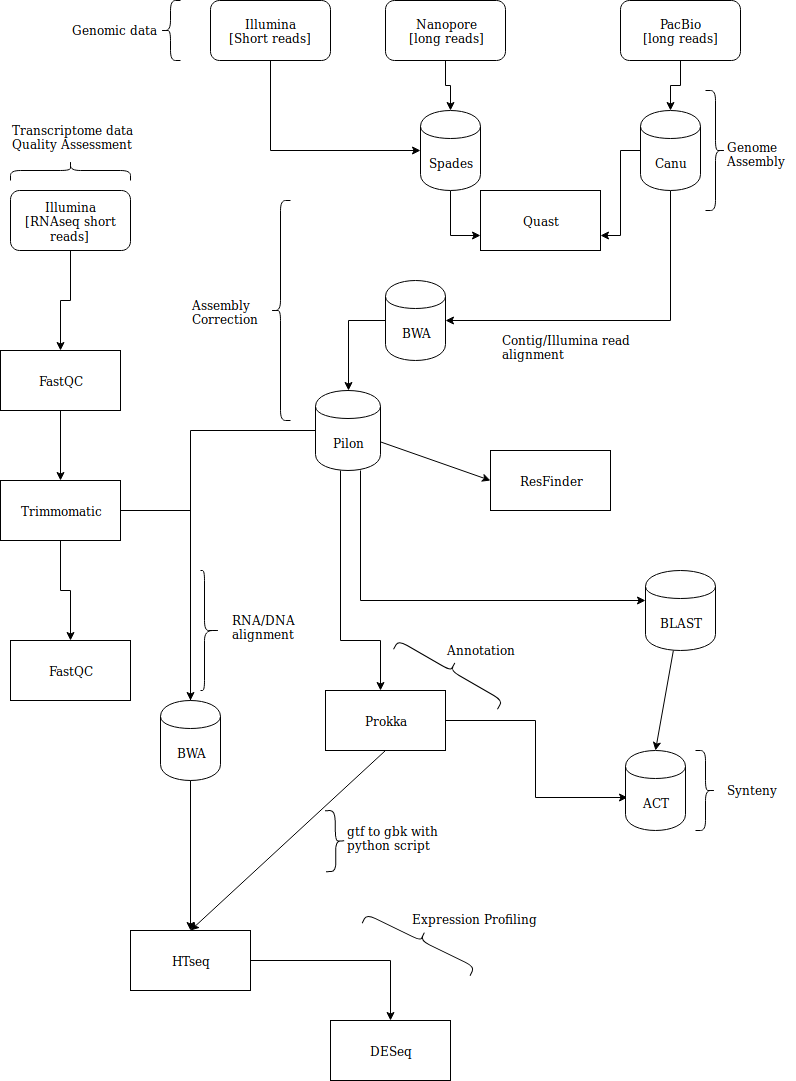 Genomic data
Illumina
[Short reads]
Nanopore
[long reads]
PacBio
[long reads]
Transcriptome data
Quality Assessment
Spades
Canu
Genome
Assembly
Illumina
[RNAseq short
reads]
Quast
Assembly
Correction
BWA
Contig/Illumina read
alignment
FastQC
Pilon
ResFinder
Trimmomatic
RNA/DNA
alignment
BLAST
FastQC
Annotation
BWA
Prokka
ACT
Synteny
gtf to gbk with
python script
Expression Profiling
HTseq
DESeq